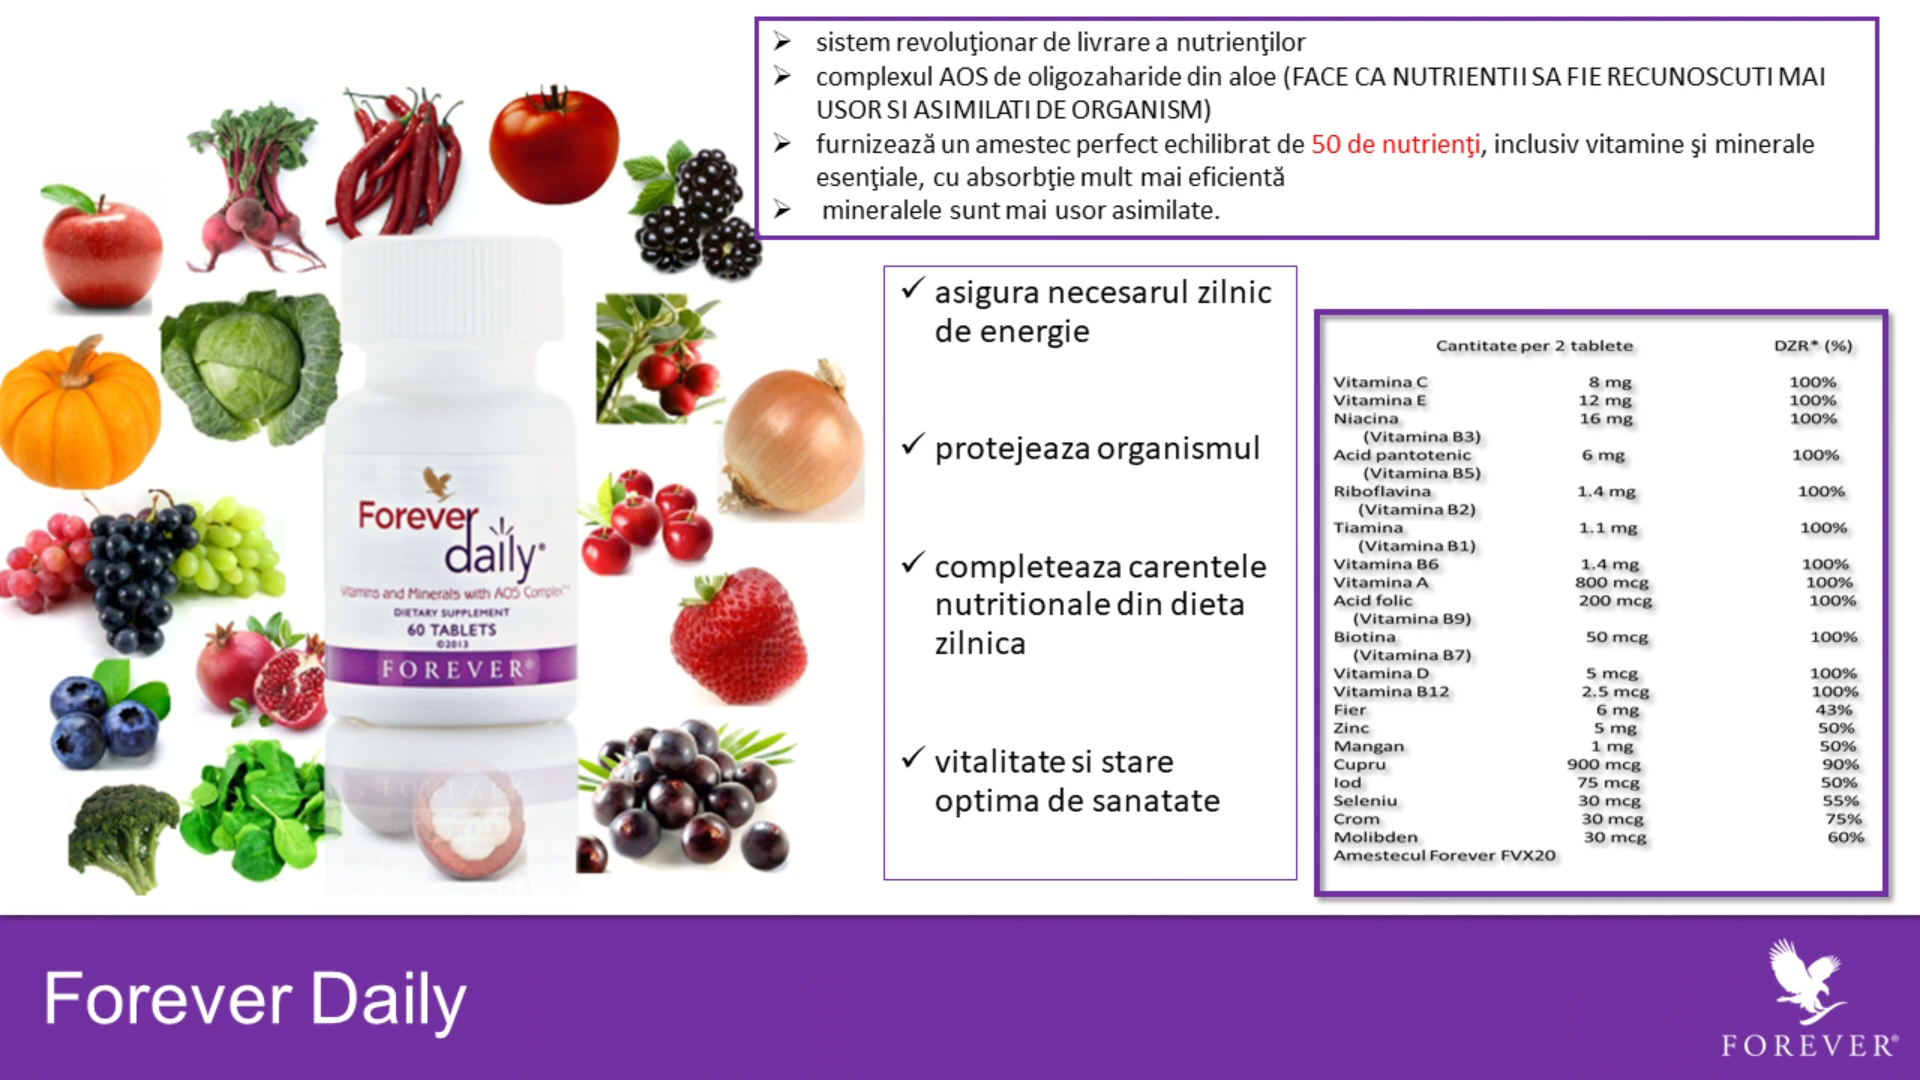 sistem revoluţionar de livrare a nutrienţilor
complexul AOS de oligozaharide din aloe (FACE CA NUTRIENTII SA FIE RECUNOSCUTI MAI
USOR SI ASIMILATI DE ORGANISM)
furnizează un amestec perfect echilibrat de 50 de nutrienţi, inclusiv vitamine şi minerale
esenţiale, cu absorbţie mult mai eficientă
mineralele sunt mai usor asimilate.
asigura necesarul zilnic
de energie
protejeaza organismul
completeaza carentele
nutritionale din dieta
zilnica
vitalitate si stare
optima de sanatate
Cantitate per 2 tablete DZR* (%)
Vitamina C 8 mg 100%
Vitamina E 12 mg 100%
Niacina 16 mg 100%
(Vitamina B3)
Acid pantotenic 6 mg 100%
(Vitamina B5)
Riboflavina 1.4 mg 100%
(Vitamina B2)
Tiamina 1.1 mg 100%
(Vitamina B1)
Vitamina B6 1.4 mg 100%
Vitamina A 800 mcg 100%
Acid folic 200 mcg 100%
(Vitamina B9)
Biotina 50 mcg 100%
(Vitamina B7)
Vitamina D 5 mcg 100%
Vitamina B12 2.5 mcg 100%
Fier 6 mg 43%
Zinc 5 mg 50%
Mangan 1 mg 50%
Cupru 900 mcg 90%
Iod 75 mcg 50%
Seleniu 30 mcg 55%
Crom 30 mcg 75%
Molibden 30 mcg 60%
Amestecul Forever FVX20
Forever
daily®
Vitamins and Minerals with AOS Complex™
DIETARY SUPPLEMENT
60 TABLETS
©2013
FOREVER®
Forever Daily
FOREVER®